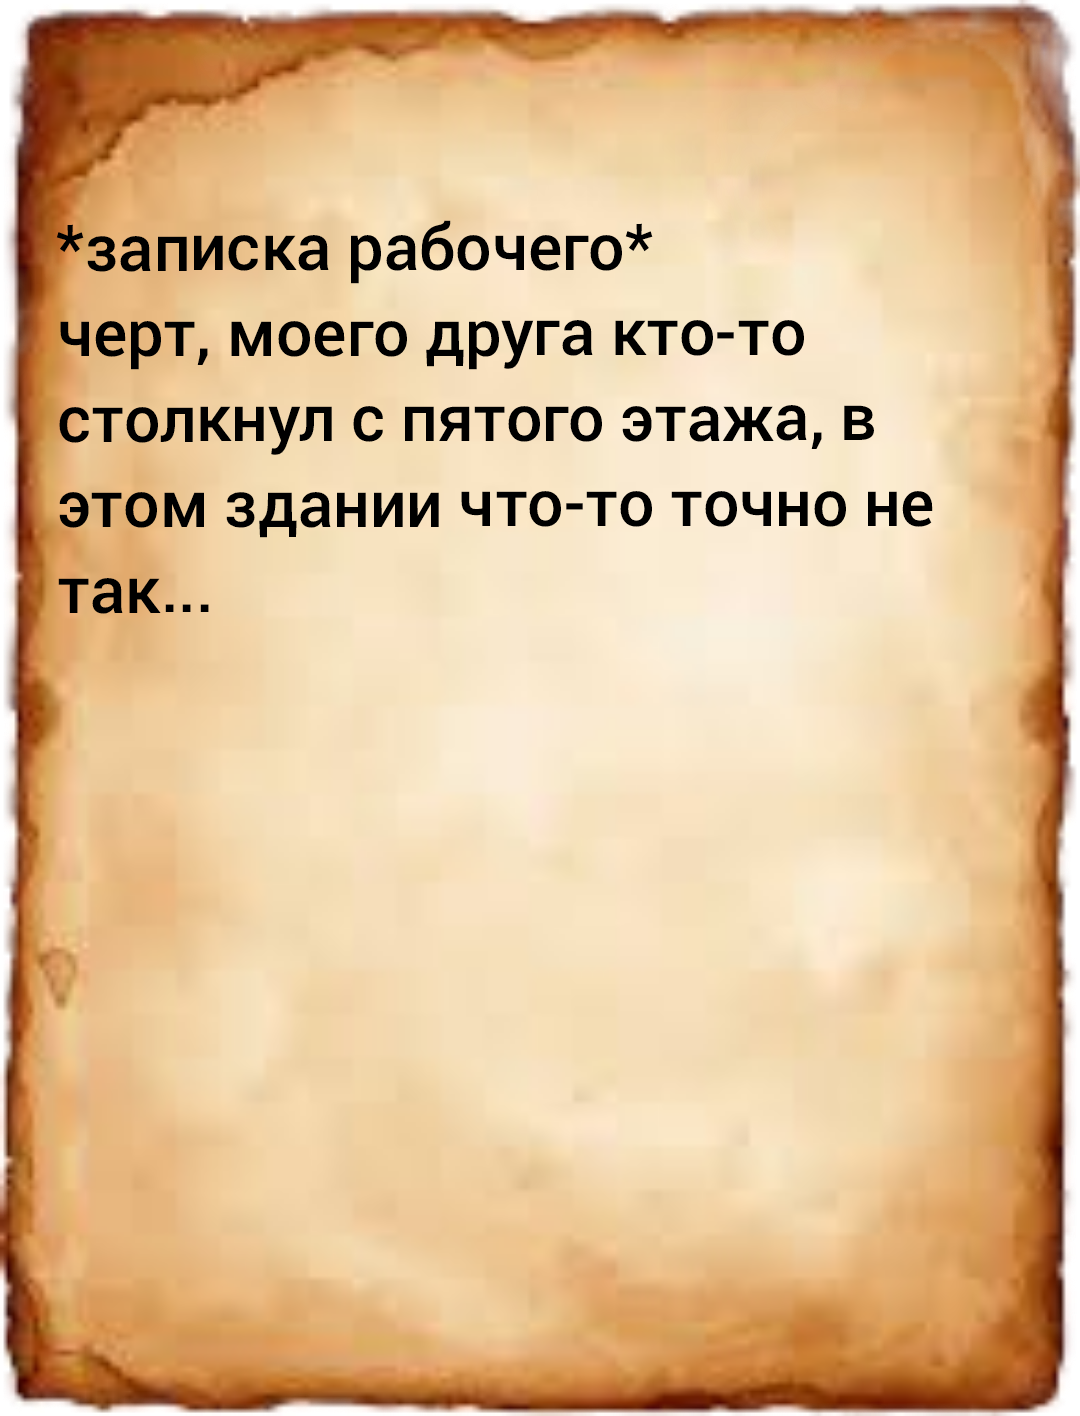 *записка рабочего*
черт, моего друга кто-то
столкнул с пятого этажа, в
этом здании что-то точно не
так...